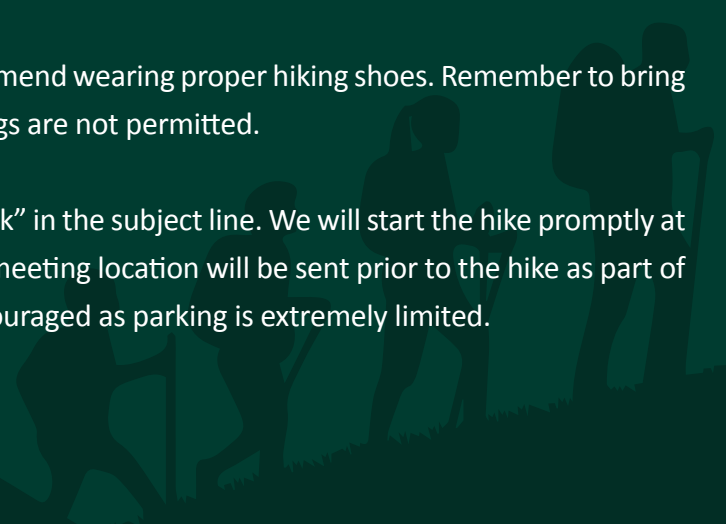 mend wearing proper hiking shoes. Remember to bring
gs are not permitted.
k” in the subject line. We will start the hike promptly at
meeting location will be sent prior to the hike as part of
ouraged as parking is extremely limited.